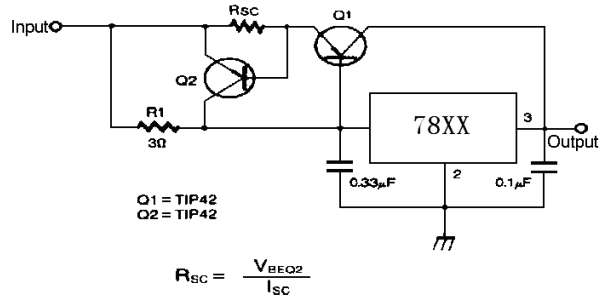 Input
RSC
Q1
Q2
R1
3Ω
78XX
3
Output
2
0.33µF
0.1µF
Q1 = TIP42
Q2 = TIP42
RSC = VBEQ2
ISC